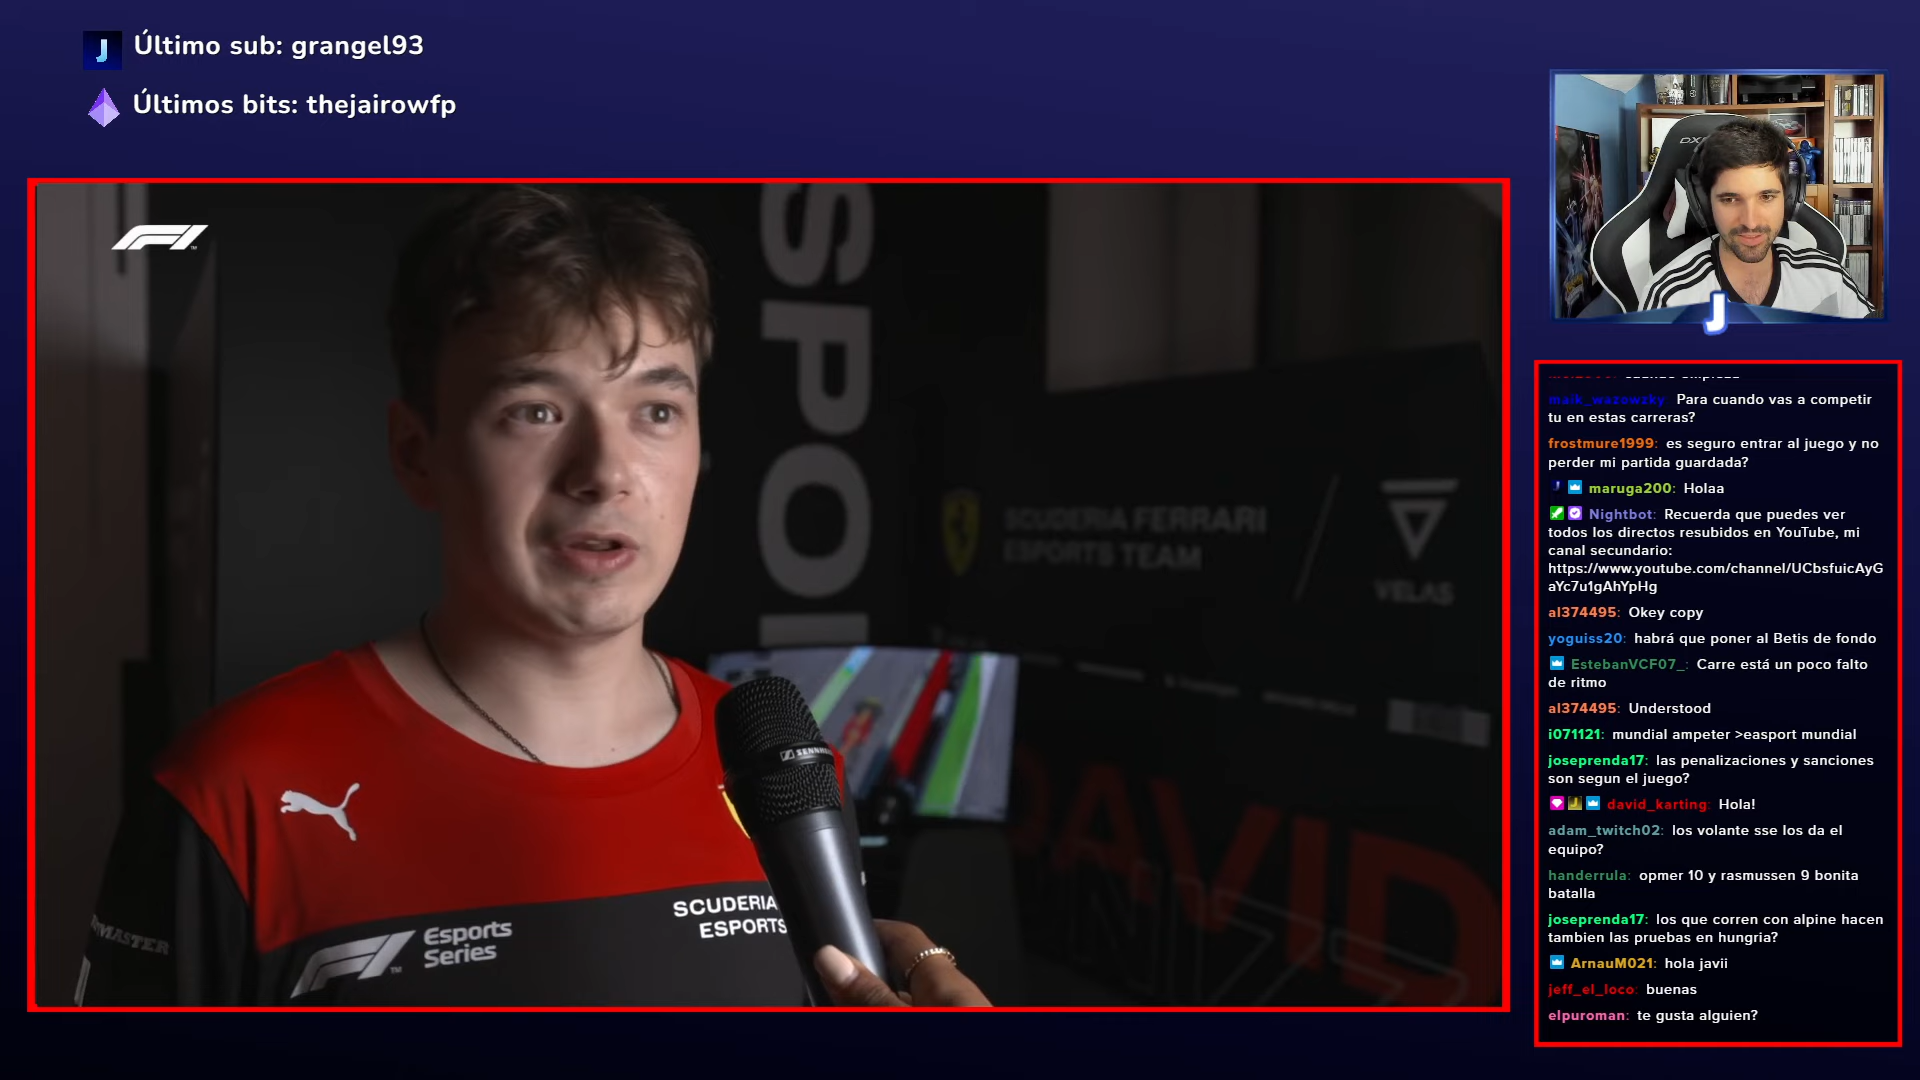 Último sub: grangel93
Últimos bits: thejairowfp
F1
SPO
SCUDERIA FERRARI
ESPORTS TEAM
VELAS
DAVID
SENNHE
SCUDERIA
ESPORTS
Esports
Series
MASTER
DX
J
maik_wazowzky: Para cuando vas a competir
tu en estas carreras?
frostmure1999: es seguro entrar al juego y no
perder mi partida guardada?
maruga200: Holaa
Nightbot: Recuerda que puedes ver
todos los directos resubidos en YouTube, mi
canal secundario:
https://www.youtube.com/channel/UCbsfuicAyG
aYc7u1gAhYpHg
al374495: Okey copy
yoguiss20: habrá que poner al Betis de fondo
EstebanVCF07_: Carre está un poco falto
de ritmo
al374495: Understood
i071121: mundial ampeter >easport mundial
joseprenda17: las penalizaciones y sanciones
son segun el juego?
david_karting: Hola!
adam_twitch02: los volante sse los da el
equipo?
handerrula: opmer 10 y rasmussen 9 bonita
batalla
joseprenda17: los que corren con alpine hacen
tambien las pruebas en hungria?
ArnauM021: hola javii
jeff_el_loco: buenas
elpuroman: te gusta alguien?